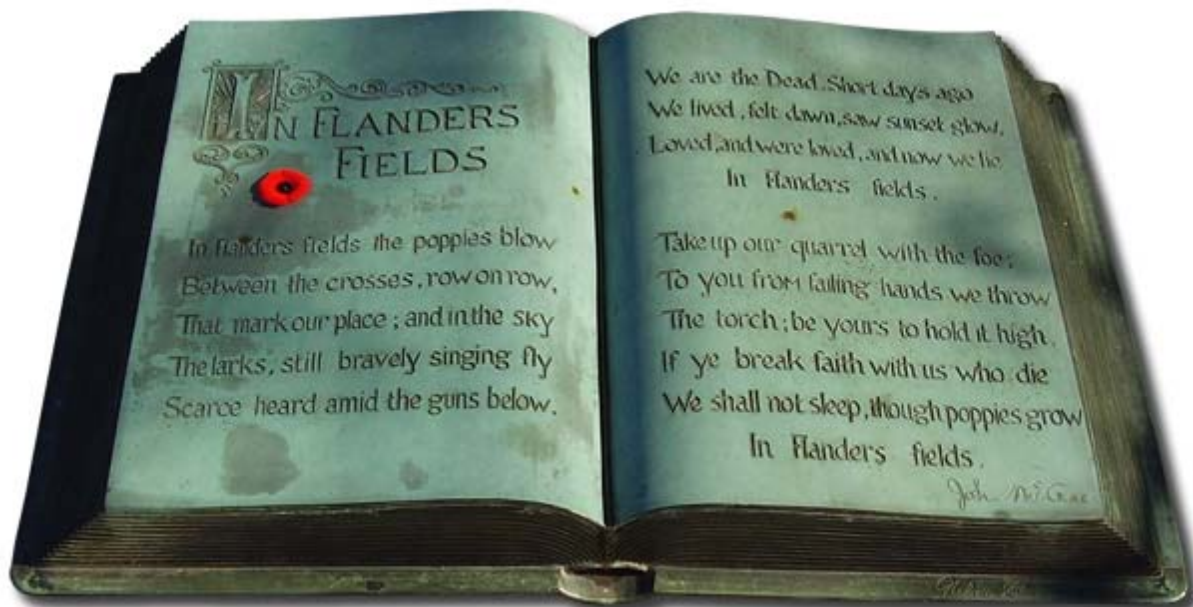 IN FLANDERS
FIELDS
In Flanders fields the poppies blow
Between the crosses, row on row,
That mark our place; and in the sky
The larks, still bravely singing fly
Scarce heard amid the guns below.
We are the Dead. Short days ago
We lived, felt dawn, saw sunset glow,
Loved, and were loved, and now we lie
In Flanders fields.
Take up our quarrel with the foe:
To you from failing hands we throw
The torch; be yours to hold it high.
If ye break faith with us who die
We shall not sleep, though poppies grow
In Flanders fields.
John McCrae